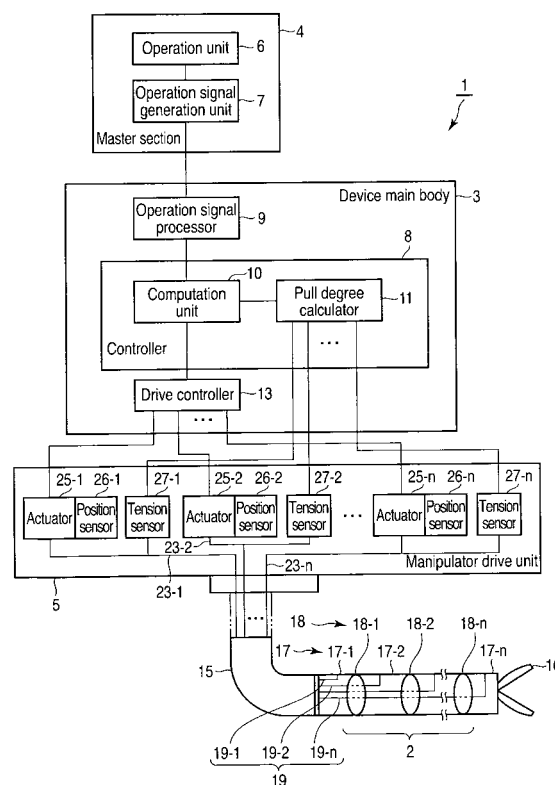 4
Operation unit
6
1
Operation signal
generation unit
7
Master section
Device main body
3
Operation signal
processor
9
8
10
Computation
unit
Pull degree
calculator
11
...
Controller
Drive controller
13
...
25-1
26-1
27-1
25-2
26-2
27-2
25-n
26-n
27-n
Actuator
Position
sensor
Tension
sensor
Actuator
Position
sensor
Tension
sensor
...
Actuator
Position
sensor
Tension
sensor
23-2
23-n
Manipulator drive unit
5
23-1
...
18
18-1
18-2
18-n
17
17-1
17-2
17-n
15
16
19-1
19-2
19-n
2
19